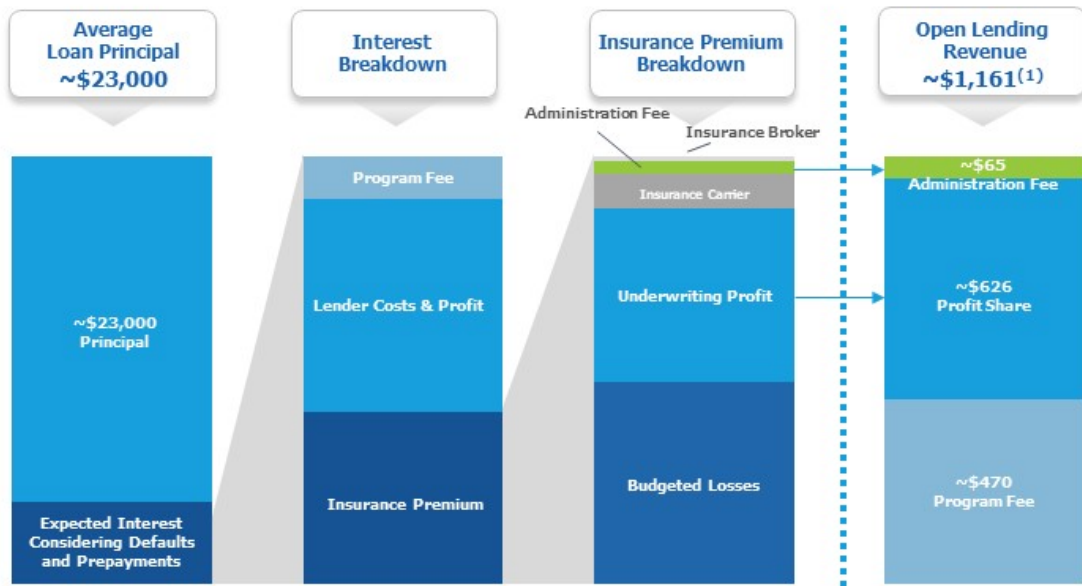 Average
Loan Principal
~$23,000
Interest
Breakdown
Insurance Premium
Breakdown
Open Lending
Revenue
~$1,161(1)
Administration Fee
Insurance Broker
~$23,000
Principal
Expected Interest
Considering Defaults
and Prepayments
Program Fee
Lender Costs & Profit
Insurance Premium
Insurance Carrier
Underwriting Profit
Budgeted Losses
~$65
Administration Fee
~$626
Profit Share
~$470
Program Fee